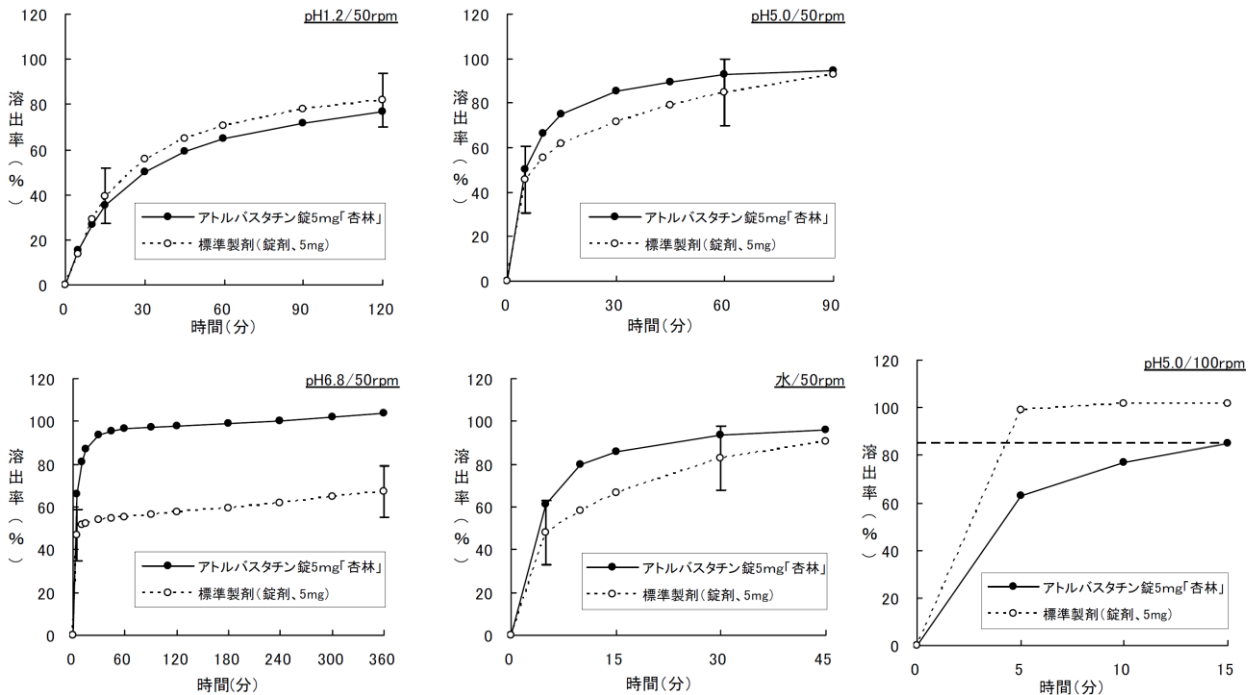 pH1.2/50rpm
120
100
80
60
40
20
0
溶出率(%)
アトルバスタチン錠5mg「杏林」
標準製剤(錠剤、5mg)
0 30 60 90 120
時間(分)
pH5.0/50rpm
120
100
80
60
40
20
0
溶出率(%)
アトルバスタチン錠5mg「杏林」
標準製剤(錠剤、5mg)
0 30 60 90
時間(分)
pH6.8/50rpm
120
100
80
60
40
20
0
溶出率(%)
アトルバスタチン錠5mg「杏林」
標準製剤(錠剤、5mg)
0 60 120 180 240 300 360
時間(分)
水/50rpm
120
100
80
60
40
20
0
溶出率(%)
アトルバスタチン錠5mg「杏林」
標準製剤(錠剤、5mg)
0 15 30 45
時間(分)
pH5.0/100rpm
120
100
80
60
40
20
0
溶出率(%)
アトルバスタチン錠5mg「杏林」
標準製剤(錠剤、5mg)
0 5 10 15
時間(分)